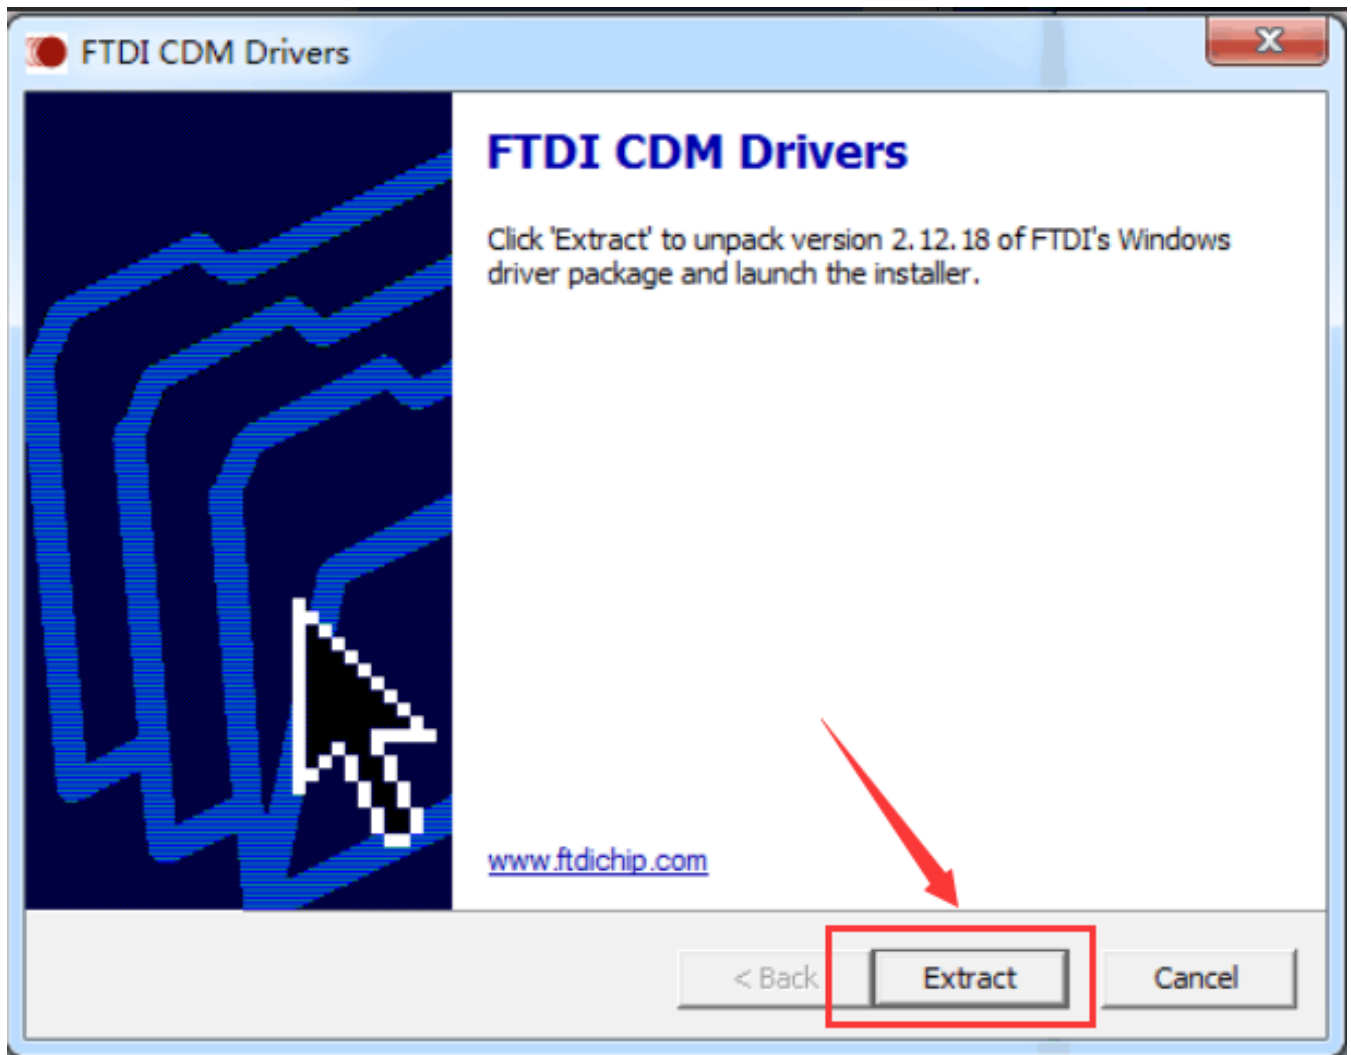 FTDI CDM Drivers
FTDI CDM Drivers
Click 'Extract' to unpack version 2.12.18 of FTDI's Windows
driver package and launch the installer.
www.ftdichip.com
< Back
Extract
Cancel